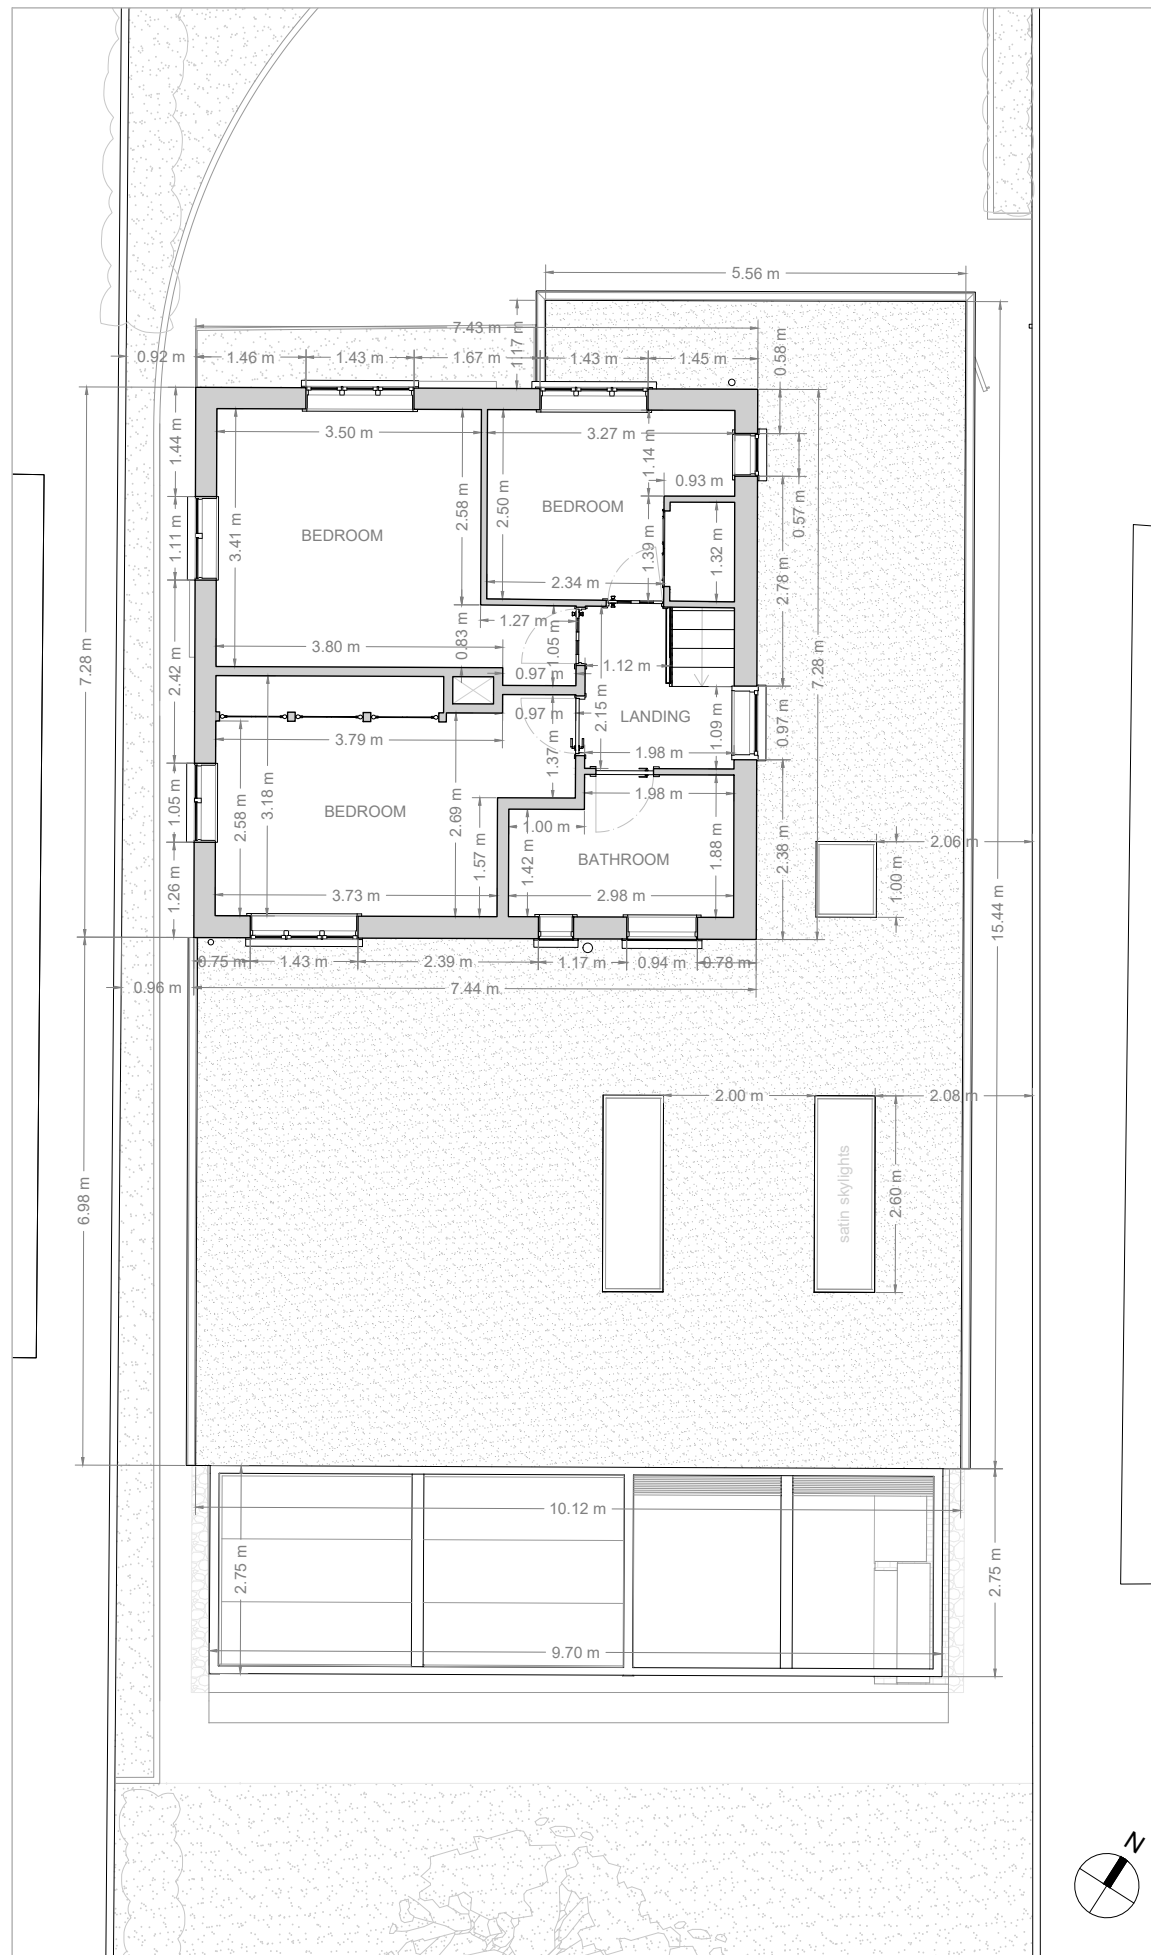 5.56 m
7.43 m
1.17 m
0.92 m
1.46 m
1.43 m
1.67 m
1.43 m
1.45 m
0.58 m
1.44 m
3.50 m
3.27 m
1.14 m
0.93 m
0.57 m
BEDROOM
BEDROOM
2.58 m
2.50 m
1.11 m
3.41 m
1.39 m
1.32 m
2.78 m
2.34 m
1.27 m
0.83 m
1.05 m
3.80 m
7.28 m
2.42 m
0.97 m
1.12 m
7.28 m
0.97 m
2.15 m
LANDING
1.09 m
0.97 m
3.79 m
1.37 m
1.98 m
1.98 m
1.05 m
2.58 m
3.18 m
BEDROOM
2.69 m
1.57 m
1.00 m
1.42 m
BATHROOM
1.88 m
2.38 m
2.06 m
1.00 m
1.26 m
3.73 m
2.98 m
15.44 m
0.75 m
1.43 m
2.39 m
1.17 m
0.94 m
0.78 m
0.96 m
7.44 m
2.00 m
2.08 m
6.98 m
satin skylights
2.60 m
10.12 m
2.75 m
2.75 m
9.70 m
N